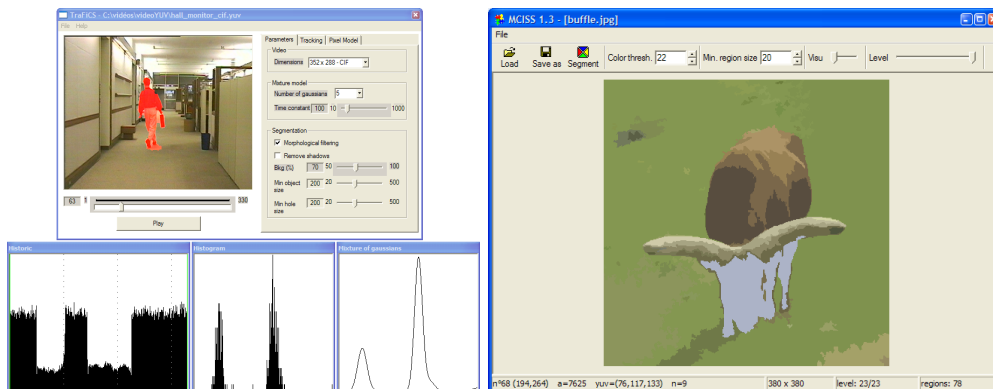 TraFiCS - C:\vidéos\videoYUV\hall_monitor_cif.yuv
File Help
Parameters Tracking Pixel Model
Video
Dimensions 352 x 288 - CIF
Mixture model
Number of gaussians 5
Time constant 100 10 1000
Segmentation
Morphological filtering
Remove shadows
Bkg (%) 70 50 100
Min object size 200 20 500
Min hole size 200 20 500
63 1 330
Play
Historic
Histogram
Mixture of gaussians
MCISS 1.3 - [buffle.jpg]
File
Load Save as Segment Color thresh. 22 Min. region size 20 Visu Level
n°68 (194,264) a=7625 yuv=(76,117,133) n=9 380 x 380 level: 23/23 regions: 78